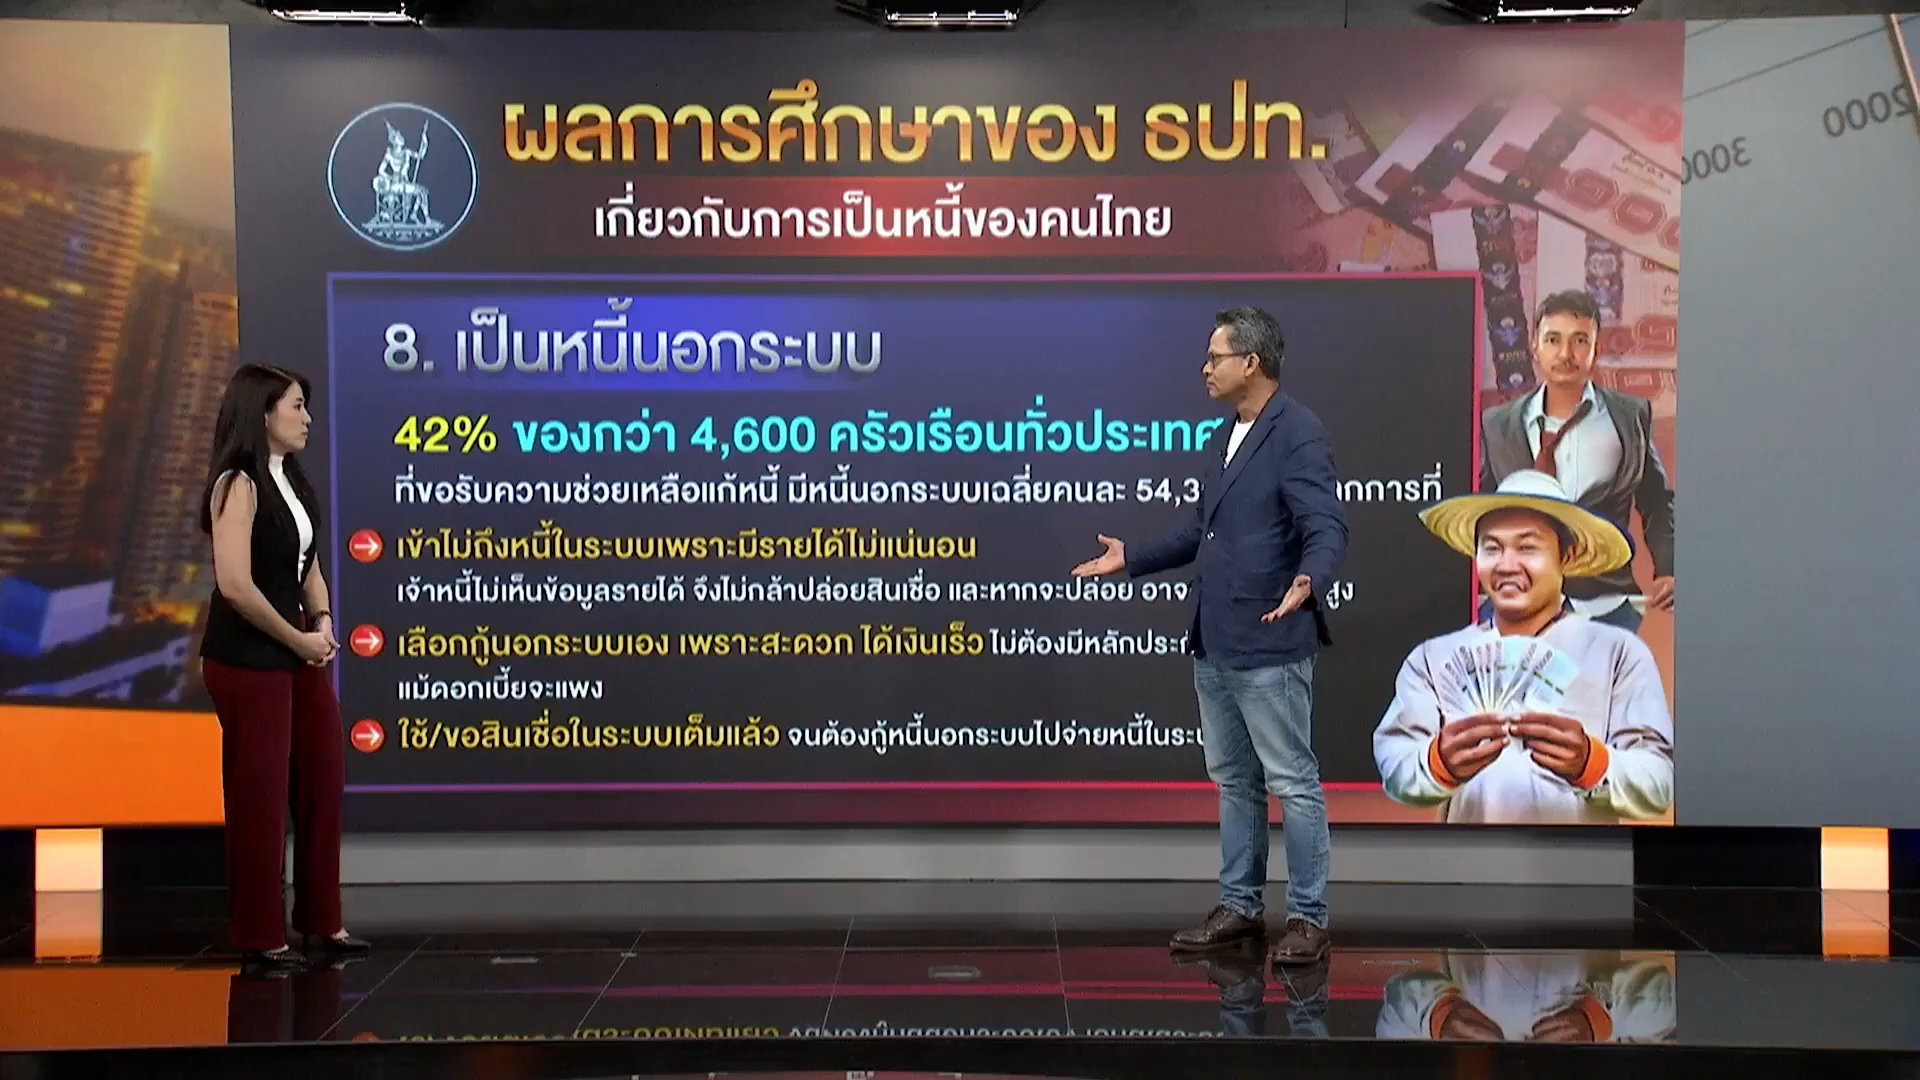 ผลการศึกษาของ ธปท.
เกี่ยวกับการเป็นหนี้ของคนไทย
8. เป็นหนี้นอกระบบ
42% ของกว่า 4,600 ครัวเรือนทั่วประเทศ
ที่ขอรับความช่วยเหลือแก้หนี้ มีหนี้นอกระบบเฉลี่ยคนละ 54,3 กการที่
เข้าไม่ถึงหนี้ในระบบเพราะมีรายได้ไม่แน่นอน
เจ้าหนี้ไม่เห็นข้อมูลรายได้ จึงไม่กล้าปล่อยสินเชื่อ และหากจะปล่อย อาจ สูง
เลือกกู้นอกระบบเอง เพราะสะดวก ได้เงินเร็ว ไม่ต้องมีหลักประ
แม้ดอกเบี้ยจะแพง
ใช้/ขอสินเชื่อในระบบเต็มแล้ว จนต้องกู้หนี้นอกระบบไปจ่ายหนี้ในระบ
3000
2000